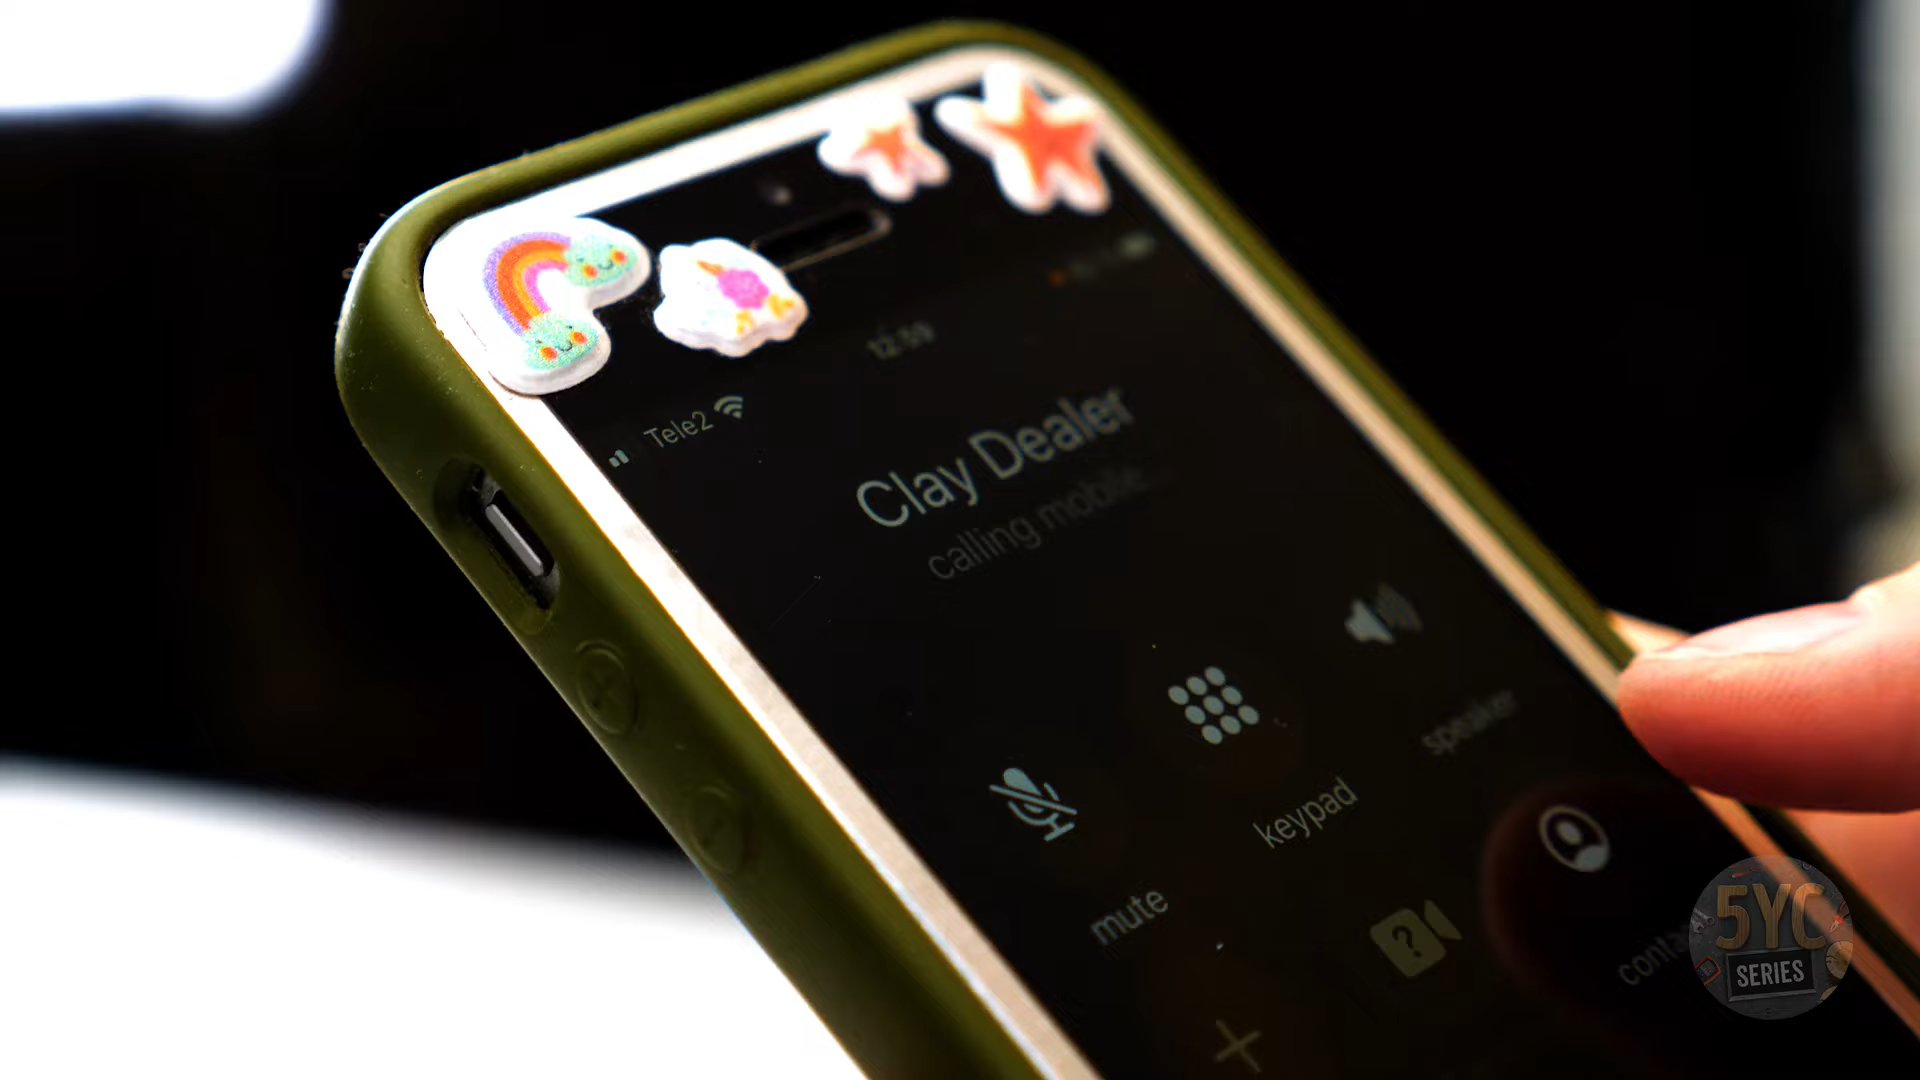 12:59
Tele2
Clay Dealer
calling mobile...
speaker
keypad
mute
5YC
SERIES